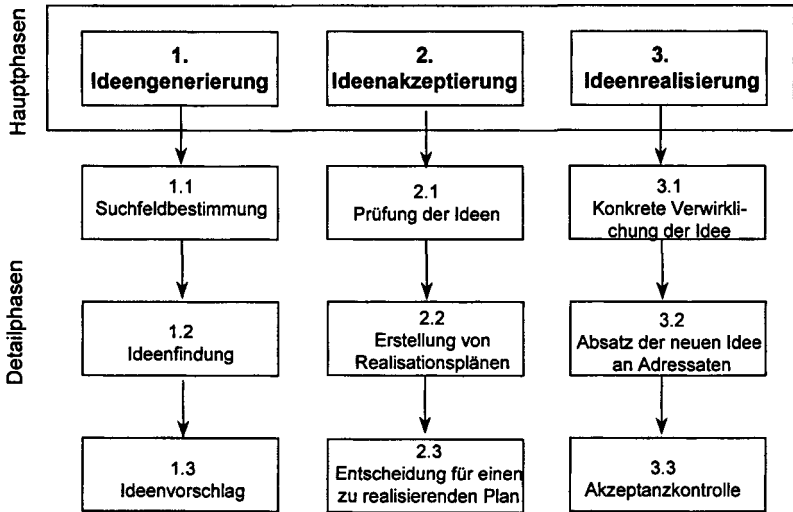 Hauptphasen
1.
Ideengenerierung
2.
Ideenakzeptierung
3.
Ideenrealisierung
Detailphasen
1.1
Suchfeldbestimmung
2.1
Prüfung der Ideen
3.1
Konkrete Verwirkli-
chung der Idee
1.2
Ideenfindung
2.2
Erstellung von
Realisationsplänen
3.2
Absatz der neuen Idee
an Adressaten
1.3
Ideenvorschlag
2.3
Entscheidung für einen
zu realisierenden Plan
3.3
Akzeptanzkontrolle